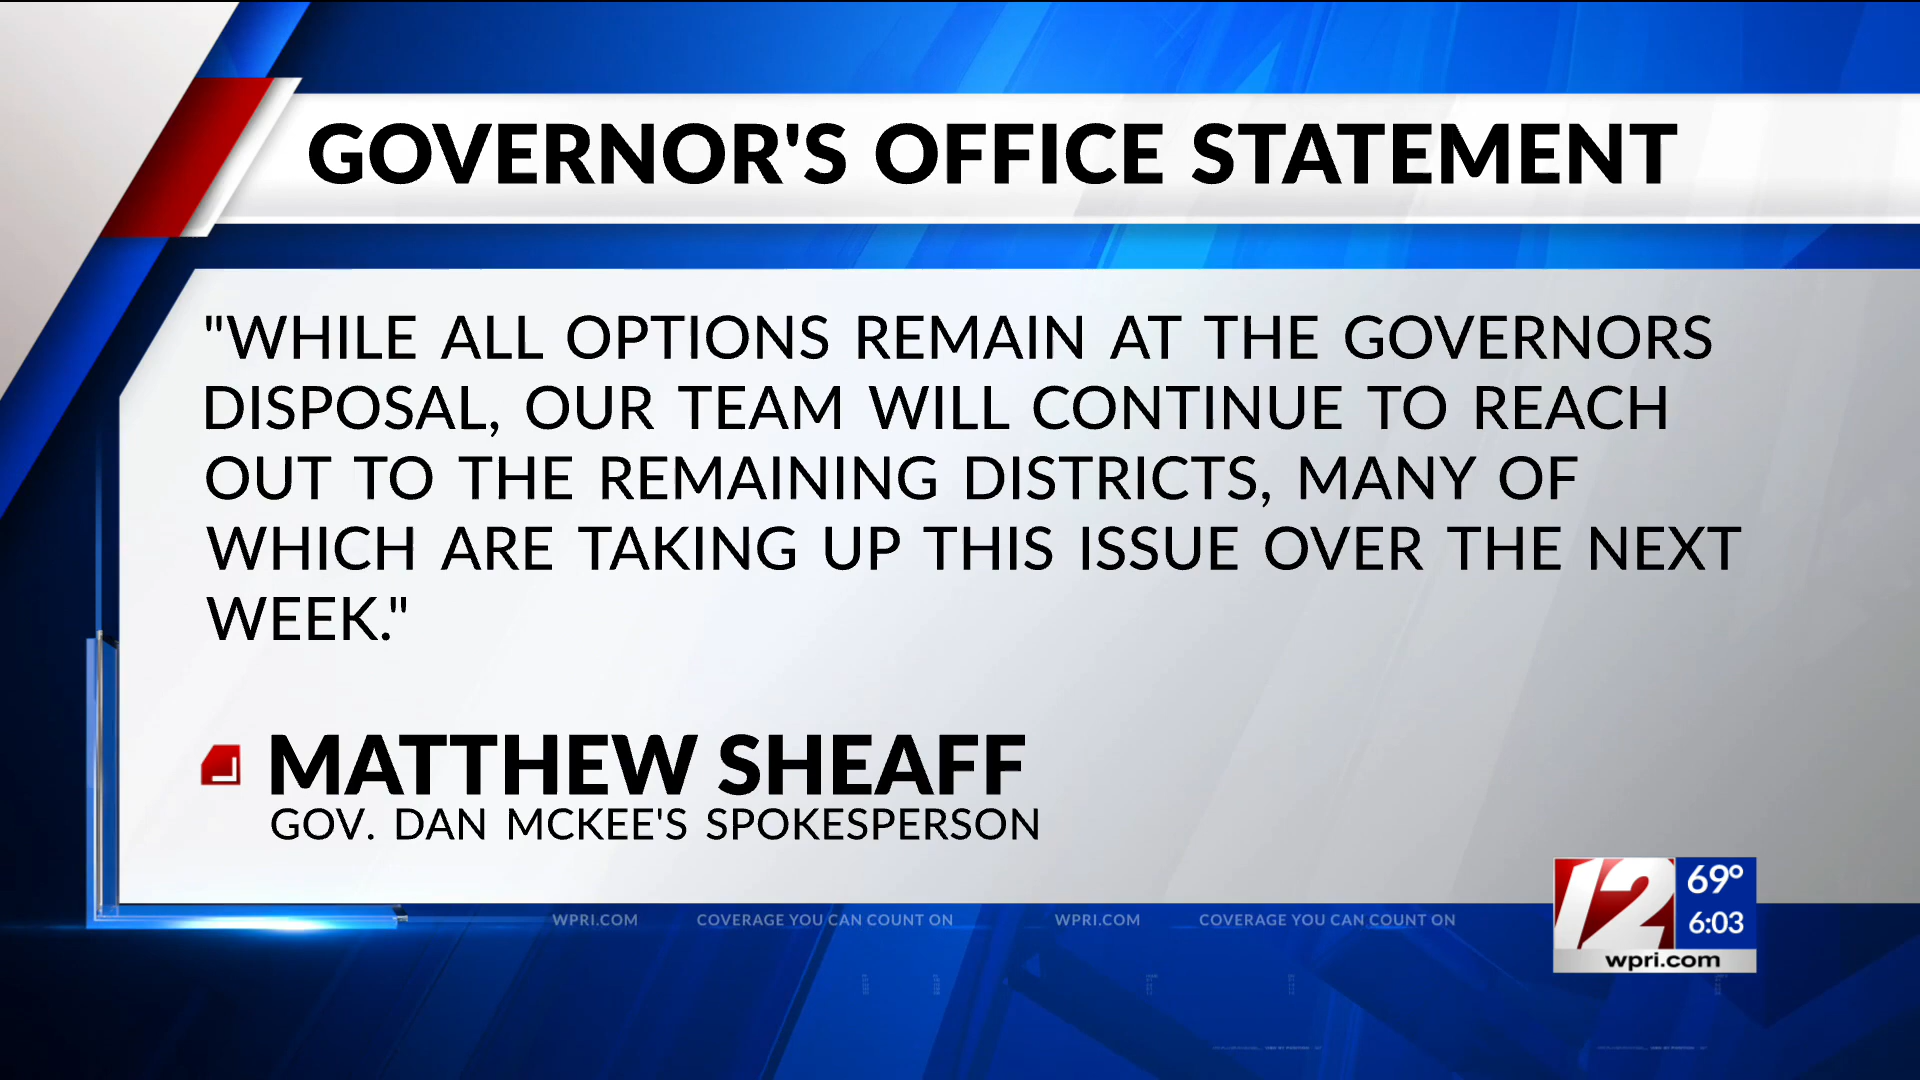 GOVERNOR'S OFFICE STATEMENT
"WHILE ALL OPTIONS REMAIN AT THE GOVERNORS
DISPOSAL, OUR TEAM WILL CONTINUE TO REACH
OUT TO THE REMAINING DISTRICTS, MANY OF
WHICH ARE TAKING UP THIS ISSUE OVER THE NEXT
WEEK."
MATTHEW SHEAFF
GOV. DAN MCKEE'S SPOKESPERSON
12 69°
6:03
wpri.com
WPRI.COM COVERAGE YOU CAN COUNT ON WPRI.COM COVERAGE YOU CAN COUNT ON